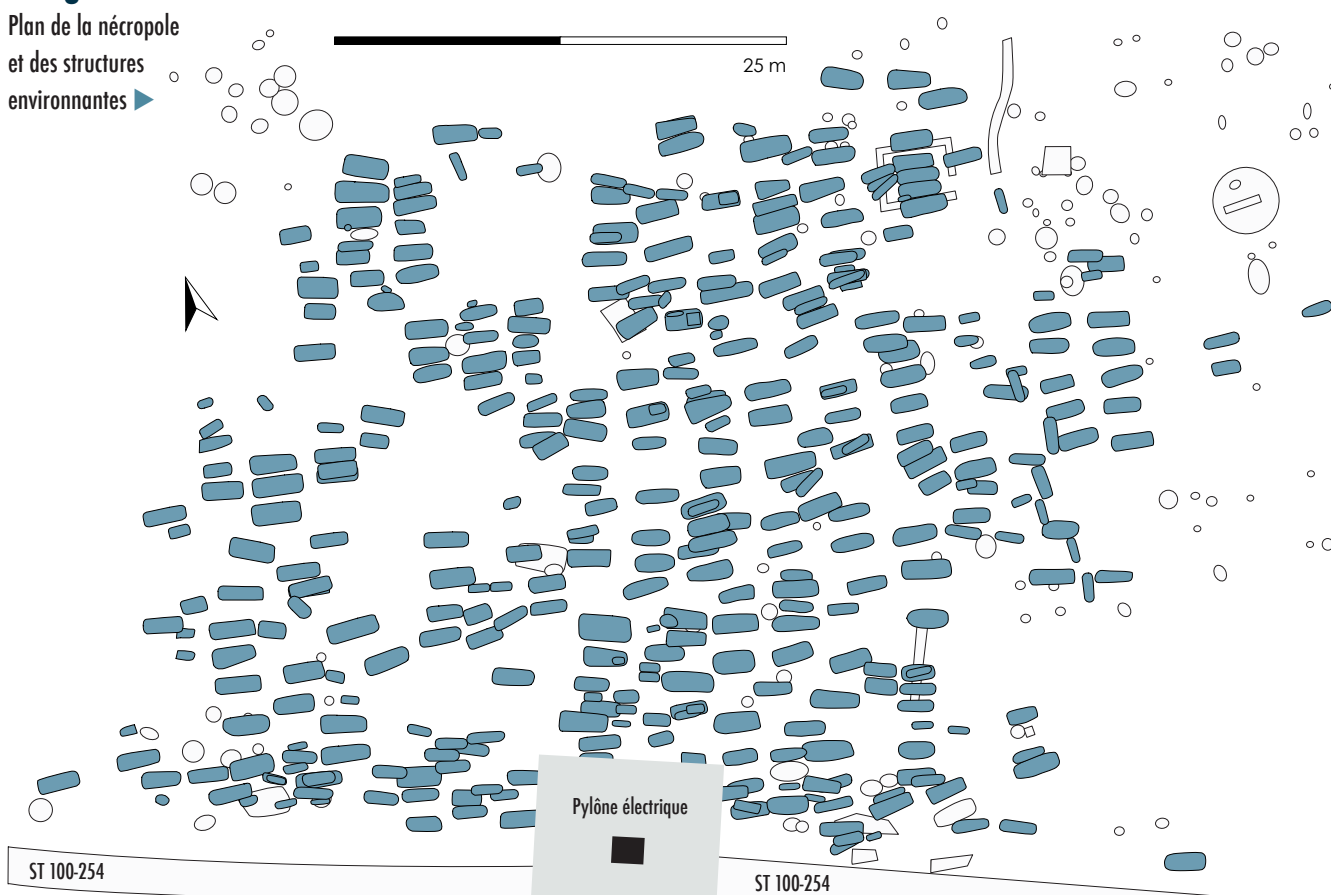 Plan de la nécropole
et des structures
environnantes
25 m
Pylône électrique
ST 100-254
ST 100-254